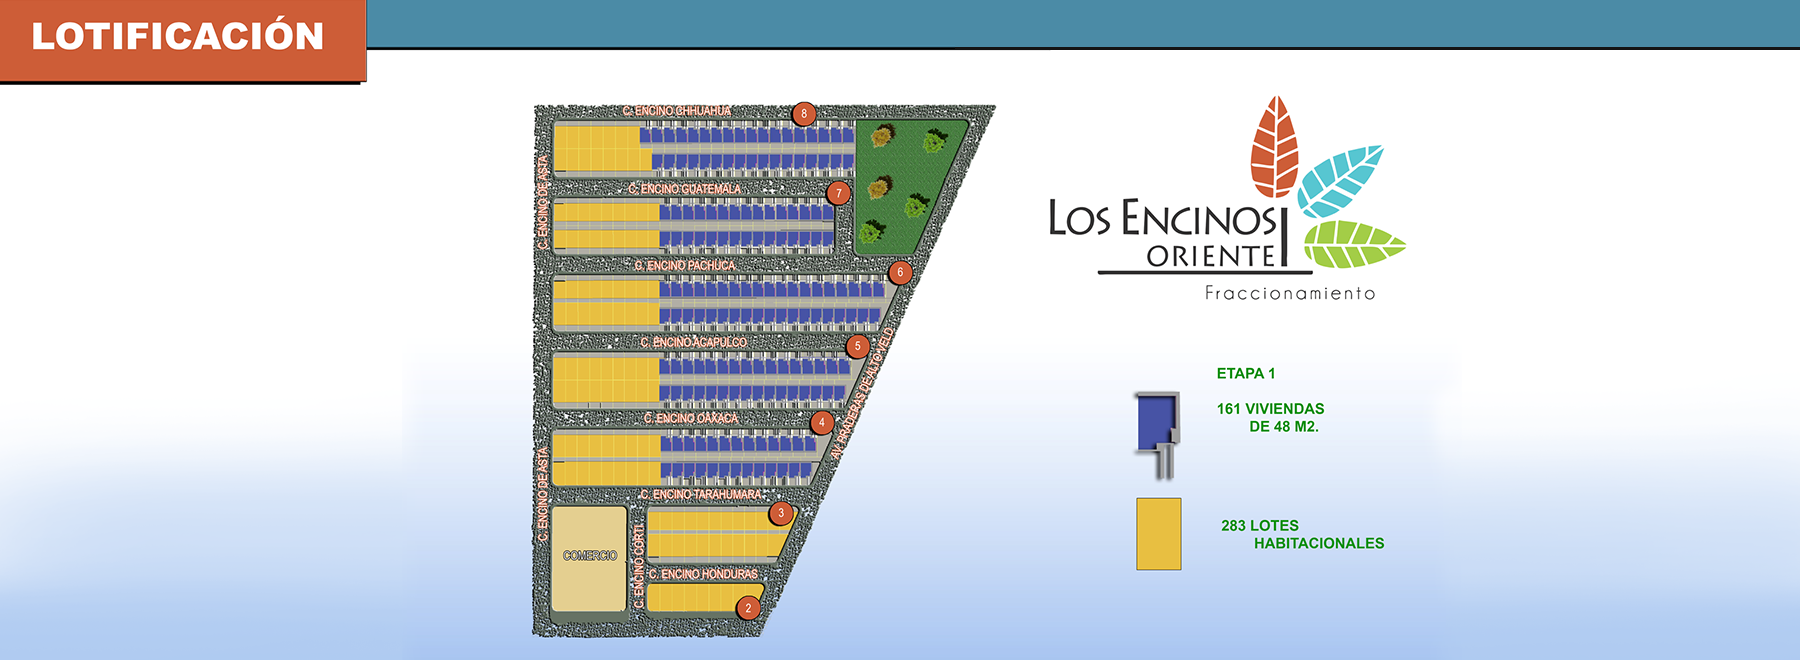 LOTIFICACIÓN
C. ENCINO CHIHUAHUA
8
C. ENCINO DE ASTA
C. ENCINO GUATEMALA
7
C. ENCINO PACHUCA
6
C. ENCINO ACAPULCO
5
AV. PRADERAS DE ALTO VELD
C. ENCINO OAXACA
4
C. ENCINO DE ASTA
C. ENCINO TARAHUMARA
3
COMERCIO
C. ENCINO CORTI
C. ENCINO HONDURAS
2
LOS ENCINOS
ORIENTE
Fraccionamiento
ETAPA 1
161 VIVIENDAS
DE 48 M2.
283 LOTES
HABITACIONALES